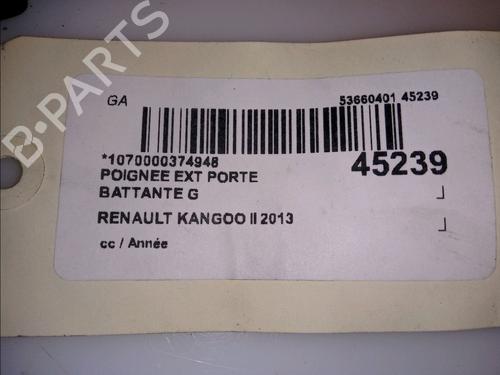 B-PARTS
GA
53660401 45239
*1070000374948
45239
POIGNEE EXT PORTE
BATTANTE G
RENAULT KANGOO II 2013
cc / Année